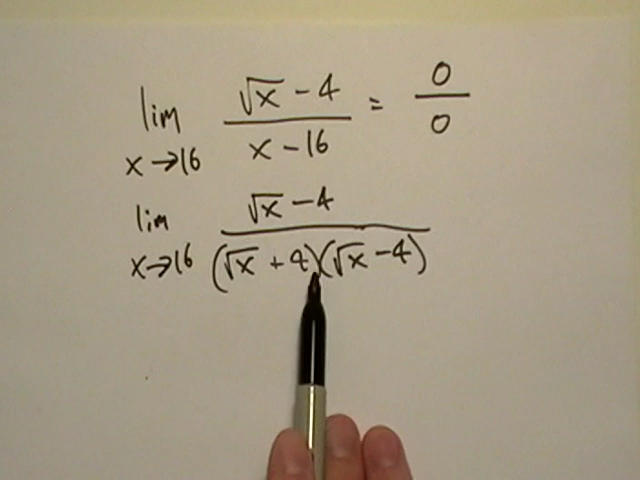 lim x→16 (√x − 4)/(x − 16) = 0/0
lim x→16 (√x − 4)/((√x + 4)(√x − 4))